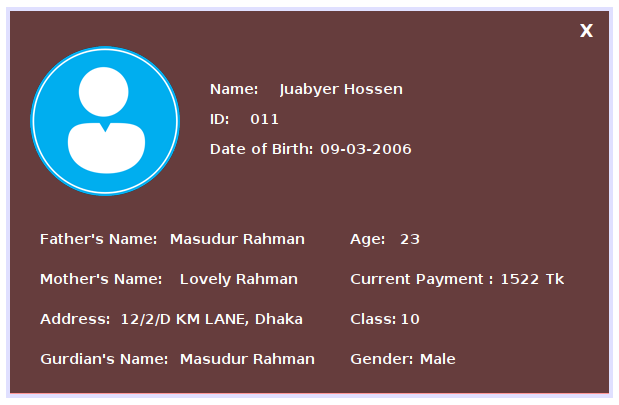 X
Name: Juabyer Hossen
ID: 011
Date of Birth: 09-03-2006
Father's Name: Masudur Rahman
Age: 23
Mother's Name: Lovely Rahman
Current Payment : 1522 Tk
Address: 12/2/D KM LANE, Dhaka
Class: 10
Gurdian's Name: Masudur Rahman
Gender: Male